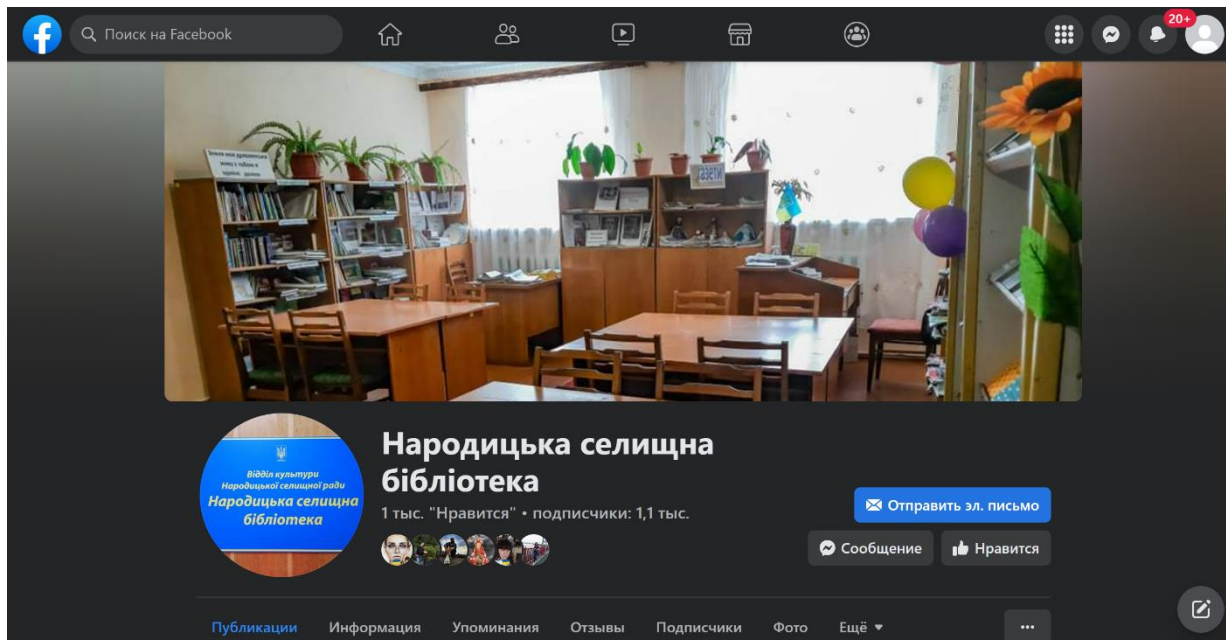 Поиск на Facebook
20+
Народицька селищна
бібліотека
1 тыс. "Нравится" • подписчики: 1,1 тыс.
Відділ культури
Народицької селищної ради
Народицька селищна
бібліотека
Отправить эл. письмо
Сообщение
Нравится
Публикации
Информация
Упоминания
Отзывы
Подписчики
Фото
Ещё